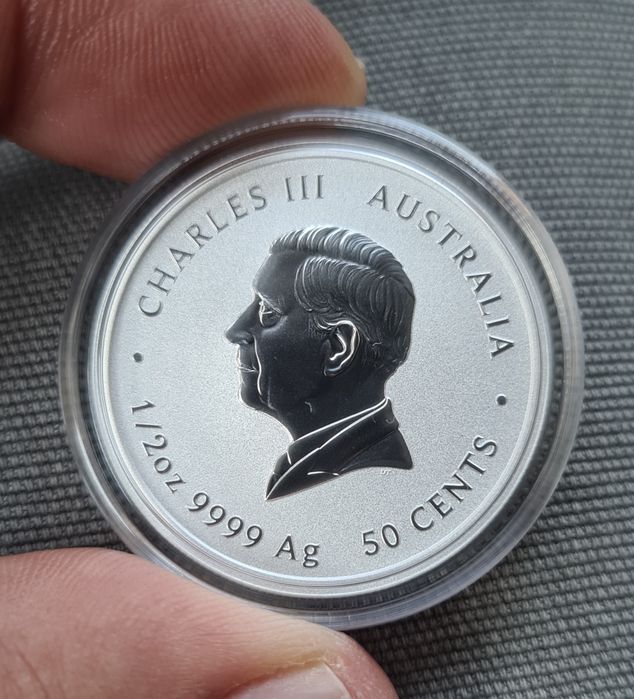 CHARLES III AUSTRALIA
1/2oz 9999 Ag 50 CENTS